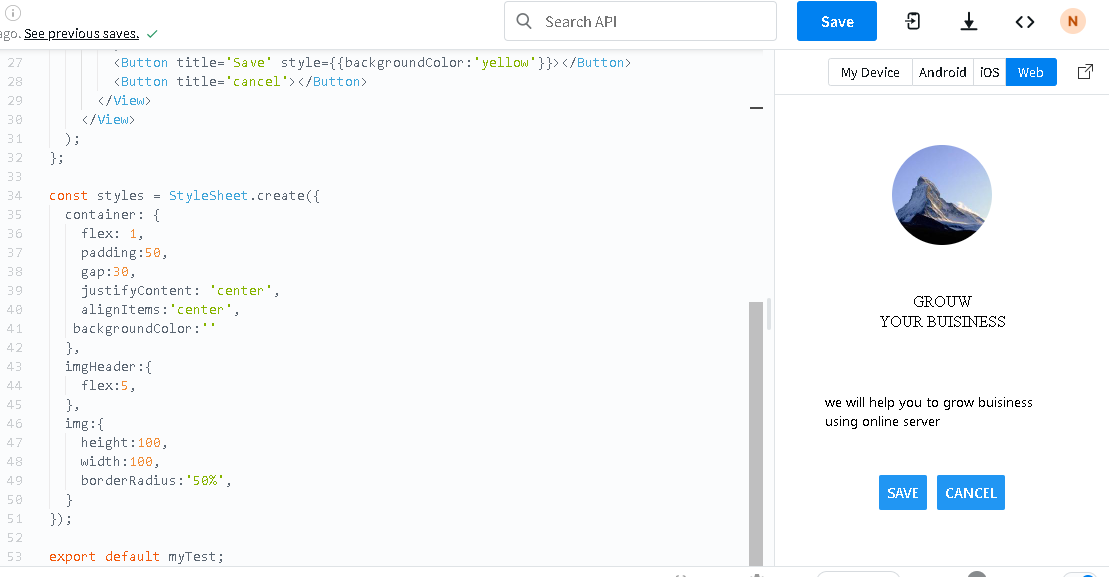 Search API
Save
N
ago. See previous saves.
27 <Button title='Save' style={{backgroundColor:'yellow'}}></Button>
28 <Button title='cancel'></Button>
29 </View>
30 </View>
31 );
32 };
33
34 const styles = StyleSheet.create({
35 container: {
36 flex: 1,
37 padding:50,
38 gap:30,
39 justifyContent: 'center',
40 alignItems:'center',
41 backgroundColor:''
42 },
43 imgHeader:{
44 flex:5,
45 },
46 img:{
47 height:100,
48 width:100,
49 borderRadius:'50%',
50 }
51 });
52
53 export default myTest;
My Device Android iOS Web
GROUW
YOUR BUISINESS
we will help you to grow buisiness
using online server
SAVE CANCEL